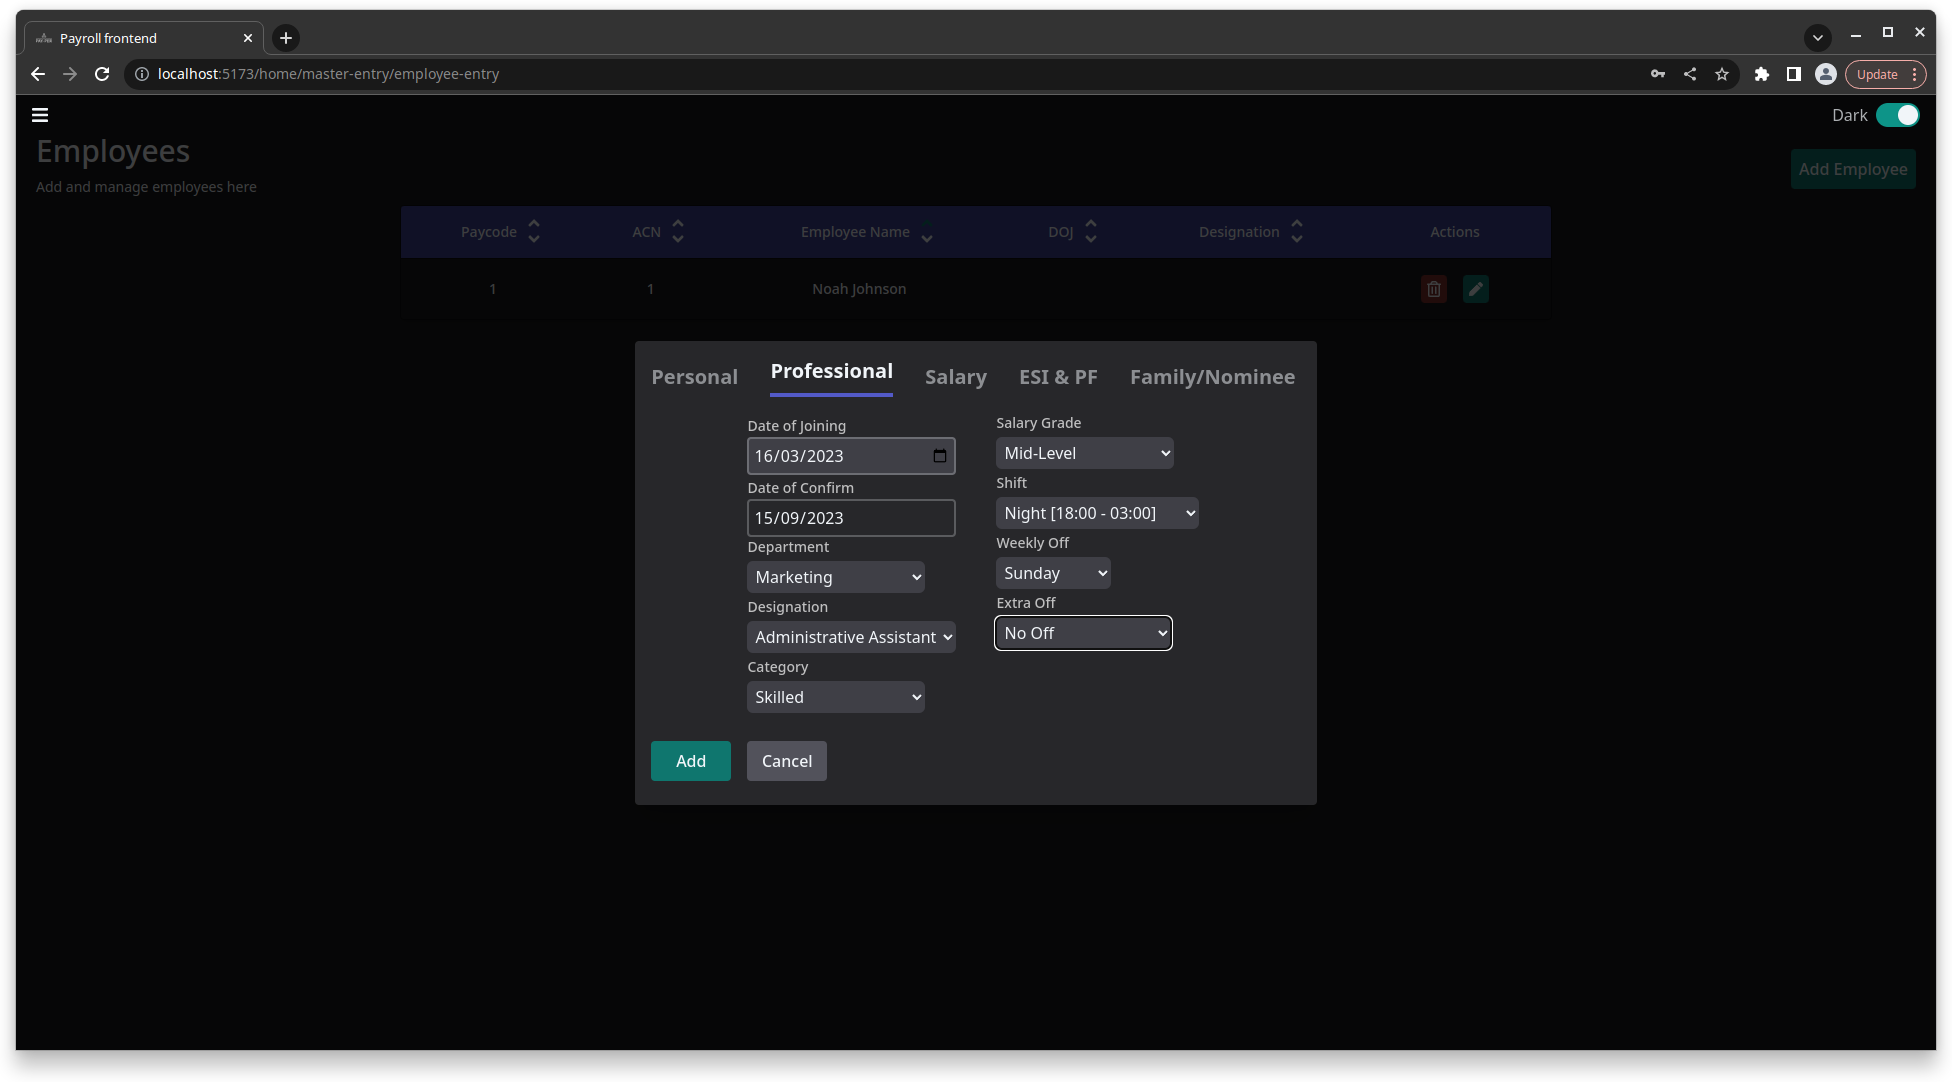 Payroll frontend
localhost:5173/home/master-entry/employee-entry
Update
Dark
Employees
Add and manage employees here
Add Employee
Paycode ACN Employee Name DOJ Designation Actions
1 1 Noah Johnson
Personal Professional Salary ESI & PF Family/Nominee
Date of Joining
16/03/2023
Date of Confirm
15/09/2023
Department
Marketing
Designation
Administrative Assistant
Category
Skilled
Salary Grade
Mid-Level
Shift
Night [18:00 - 03:00]
Weekly Off
Sunday
Extra Off
No Off
Add Cancel